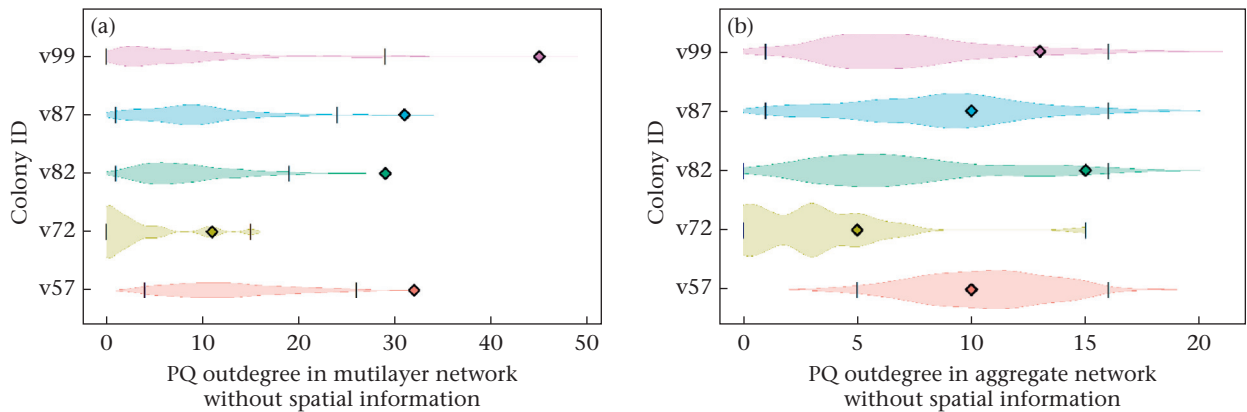 (a)
v99
v87
v82
v72
v57
Colony ID
0 10 20 30 40 50
PQ outdegree in mutilayer network
without spatial information
(b)
v99
v87
v82
v72
v57
Colony ID
0 5 10 15 20
PQ outdegree in aggregate network
without spatial information